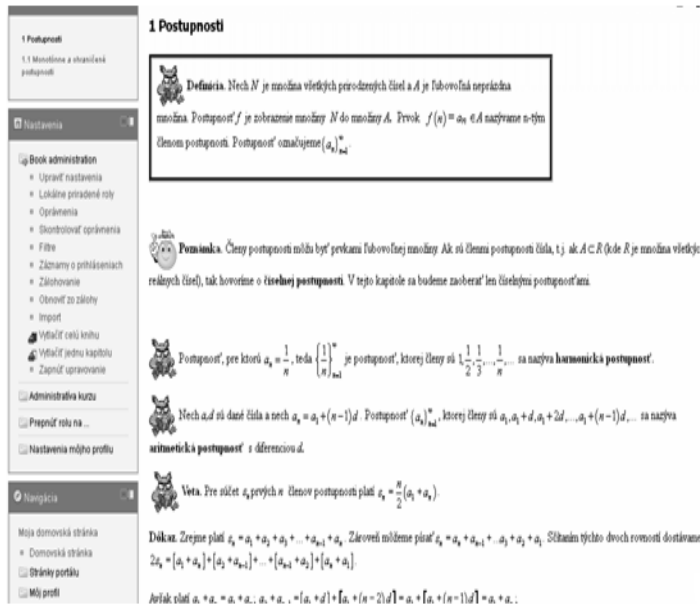 1 Postupnosti
1.1 Monotónne a ohraničené
postupnosti
Nastavenia
Book administration
Upraviť nastavenia
Lokálne priradené roly
Oprávnenia
Skontrolovať oprávnenia
Filtre
Záznamy o prihláseniach
Zálohovanie
Obnoviť zo zálohy
Import
Vytlačiť celú knihu
Vytlačiť jednu kapitolu
Zapnúť upravovanie
Administratíva kurzu
Prepnúť rolu na ...
Nastavenia môjho profilu
Navigácia
Moja domovská stránka
Domovská stránka
Stránky portálu
Môj profil
1 Postupnosti
Definícia. Nech N je množina všetkých prirodzených čísel a A je ľubovoľná neprázdna
množina. Postupnosť f je zobrazenie množiny N do množiny A. Prvok f(n) = aₙ ∈ A nazývame n-tým
členom postupnosti. Postupnosť označujeme (aₙ)ₙ₌₁^∞.
Poznámka. Členy postupnosti môžu byť prvkami ľubovoľnej množiny. Ak sú členmi postupnosti čísla, t.j. ak A ⊂ R (kde R je množina všetkýc
reálnych čísel), tak hovoríme o číselnej postupnosti. V tejto kapitole sa budeme zaoberať len číselnými postupnosťami.
Postupnosť, pre ktorú aₙ = 1/n, teda {1/n}ₙ₌₁^∞ je postupnosť, ktorej členy sú 1, 1/2, 1/3, ..., 1/n, ... sa nazýva harmonická postupnosť.
Nech a,d sú dané čísla a nech aₙ = a₁ + (n−1)d. Postupnosť (aₙ)ₙ₌₁^∞, ktorej členy sú a₁, a₁ + d, a₁ + 2d, ..., a₁ + (n−1)d, ... sa nazýva
aritmetická postupnosť s diferenciou d.
Veta. Pre súčet sₙ prvých n členov postupnosti platí sₙ = n/2 (a₁ + aₙ).
Dôkaz. Zrejme platí sₙ = a₁ + a₂ + a₃ + ... + aₙ₋₁ + aₙ. Zároveň môžeme písať sₙ = aₙ + aₙ₋₁ + ... a₃ + a₂ + a₁. Sčítaním týchto dvoch rovností dostávame
2sₙ = [a₁ + aₙ] + [a₂ + aₙ₋₁] + ... + [aₙ₋₁ + a₂] + [aₙ + a₁].
Avšak platí